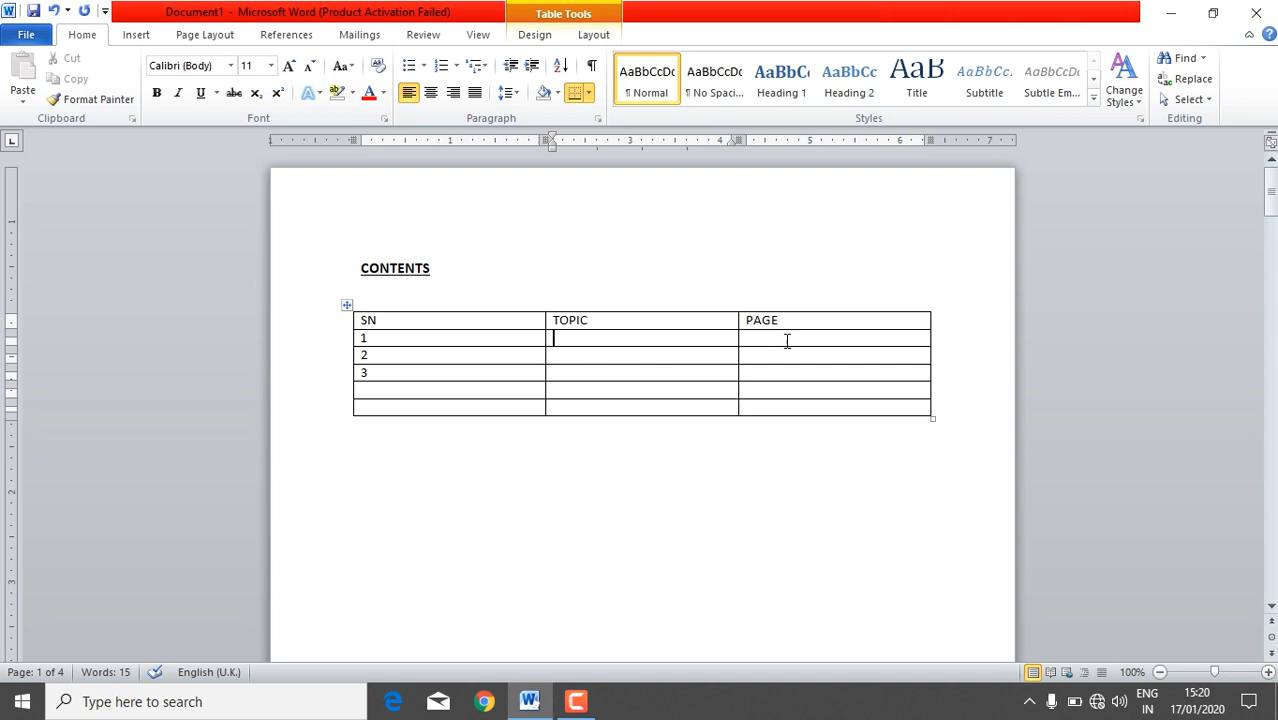 Document1 - Microsoft Word (Product Activation Failed)
Table Tools
File
Home
Insert
Page Layout
References
Mailings
Review
View
Design
Layout
Paste
Cut
Copy
Format Painter
Clipboard
Calibri (Body)
11
Font
Paragraph
AaBbCcDc
¶ Normal
AaBbCcDc
¶ No Spaci...
AaBbCc
Heading 1
AaBbCc
Heading 2
AaB
Title
AaBbCc.
Subtitle
AaBbCcDc
Subtle Em...
Change
Styles
Styles
Find
Replace
Select
Editing
CONTENTS
SN TOPIC PAGE
1
2
3
Page: 1 of 4
Words: 15
English (U.K.)
100%
Type here to search
ENG
IN
15:20
17/01/2020